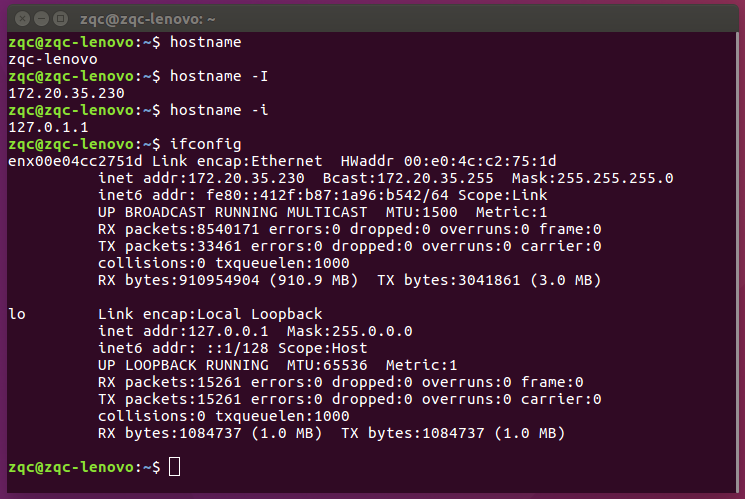 zqc@zqc-lenovo: ~
zqc@zqc-lenovo:~$ hostname
zqc-lenovo
zqc@zqc-lenovo:~$ hostname -I
172.20.35.230
zqc@zqc-lenovo:~$ hostname -i
127.0.1.1
zqc@zqc-lenovo:~$ ifconfig
enx00e04cc2751d Link encap:Ethernet  HWaddr 00:e0:4c:c2:75:1d
          inet addr:172.20.35.230  Bcast:172.20.35.255  Mask:255.255.255.0
          inet6 addr: fe80::412f:b87:1a96:b542/64 Scope:Link
          UP BROADCAST RUNNING MULTICAST  MTU:1500  Metric:1
          RX packets:8540171 errors:0 dropped:0 overruns:0 frame:0
          TX packets:33461 errors:0 dropped:0 overruns:0 carrier:0
          collisions:0 txqueuelen:1000
          RX bytes:910954904 (910.9 MB)  TX bytes:3041861 (3.0 MB)

lo        Link encap:Local Loopback
          inet addr:127.0.0.1  Mask:255.0.0.0
          inet6 addr: ::1/128 Scope:Host
          UP LOOPBACK RUNNING  MTU:65536  Metric:1
          RX packets:15261 errors:0 dropped:0 overruns:0 frame:0
          TX packets:15261 errors:0 dropped:0 overruns:0 carrier:0
          collisions:0 txqueuelen:1000
          RX bytes:1084737 (1.0 MB)  TX bytes:1084737 (1.0 MB)

zqc@zqc-lenovo:~$